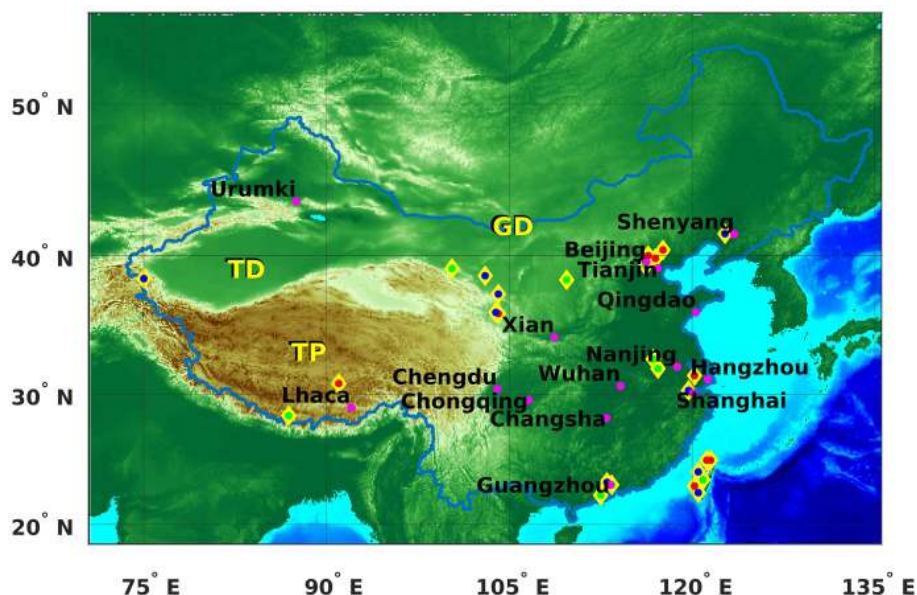 50° N
Urumki
GD
Shenyang
40° N
Beijing
TD
Tianjin
Qingdao
Xian
TP
Nanjing
Hangzhou
Chengdu
Wuhan
30° N
Lhaca
Chongqing
Shanghai
Changsha
Guangzhou
20° N
75° E 90° E 105° E 120° E 135° E